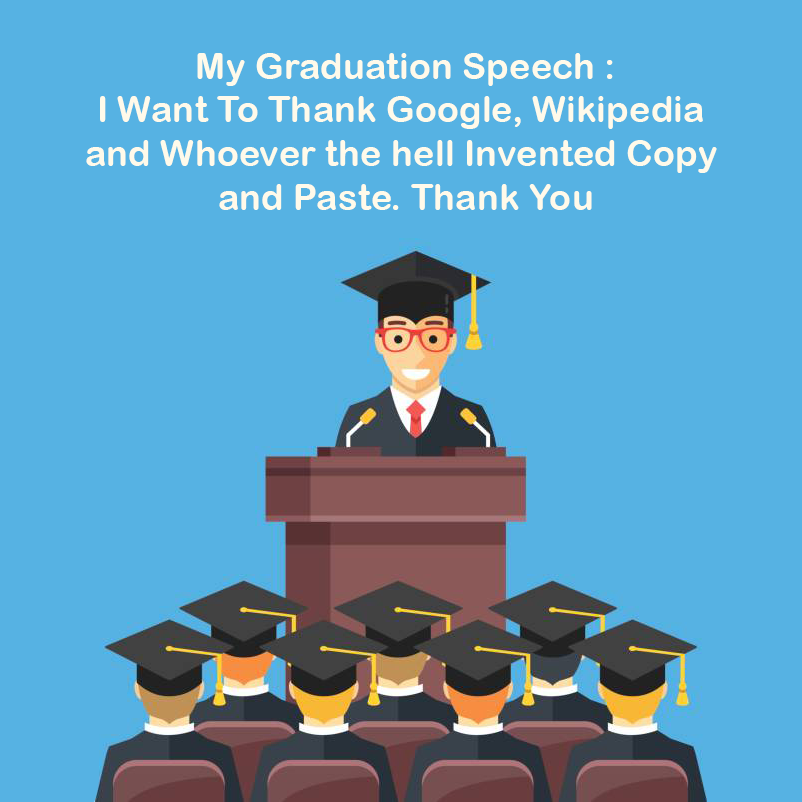 My Graduation Speech :
I Want To Thank Google, Wikipedia
and Whoever the hell Invented Copy
and Paste. Thank You